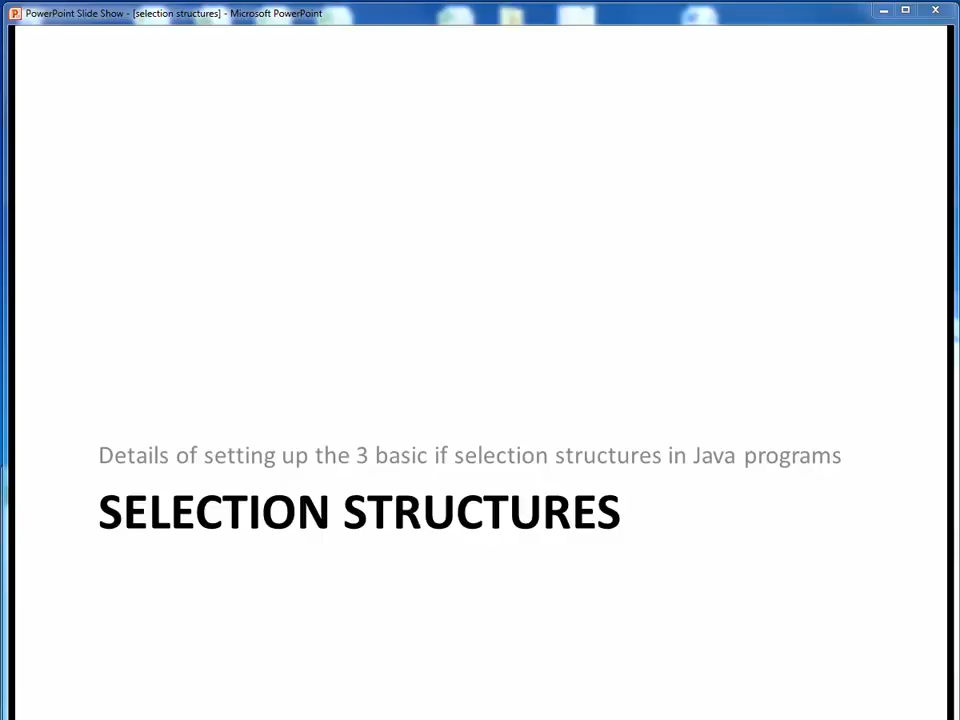 PowerPoint Slide Show - [selection structures] - Microsoft PowerPoint
Details of setting up the 3 basic if selection structures in Java programs
SELECTION STRUCTURES